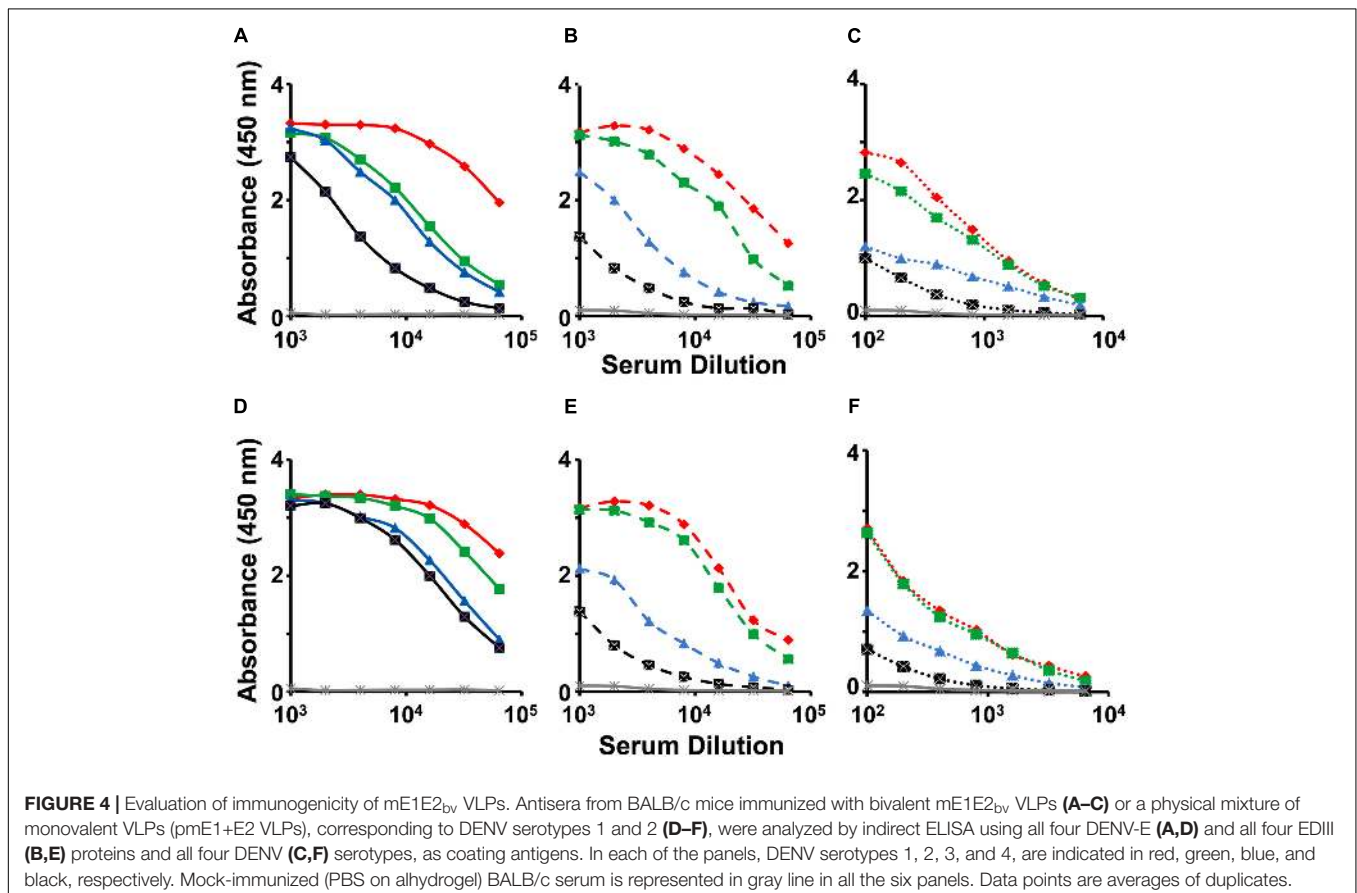 A
B
C
4
2
0
Absorbance (450 nm)
10³
10⁴
10⁵
4
2
0
10³
10⁴
10⁵
4
2
0
10²
10³
10⁴
Serum Dilution
D
E
F
4
2
0
Absorbance (450 nm)
10³
10⁴
10⁵
4
2
0
10³
10⁴
10⁵
4
2
0
10²
10³
10⁴
Serum Dilution
FIGURE 4 | Evaluation of immunogenicity of mE1E2bv VLPs. Antisera from BALB/c mice immunized with bivalent mE1E2bv VLPs (A–C) or a physical mixture of
monovalent VLPs (pmE1+E2 VLPs), corresponding to DENV serotypes 1 and 2 (D–F), were analyzed by indirect ELISA using all four DENV-E (A,D) and all four EDIII
(B,E) proteins and all four DENV (C,F) serotypes, as coating antigens. In each of the panels, DENV serotypes 1, 2, 3, and 4, are indicated in red, green, blue, and
black, respectively. Mock-immunized (PBS on alhydrogel) BALB/c serum is represented in gray line in all the six panels. Data points are averages of duplicates.